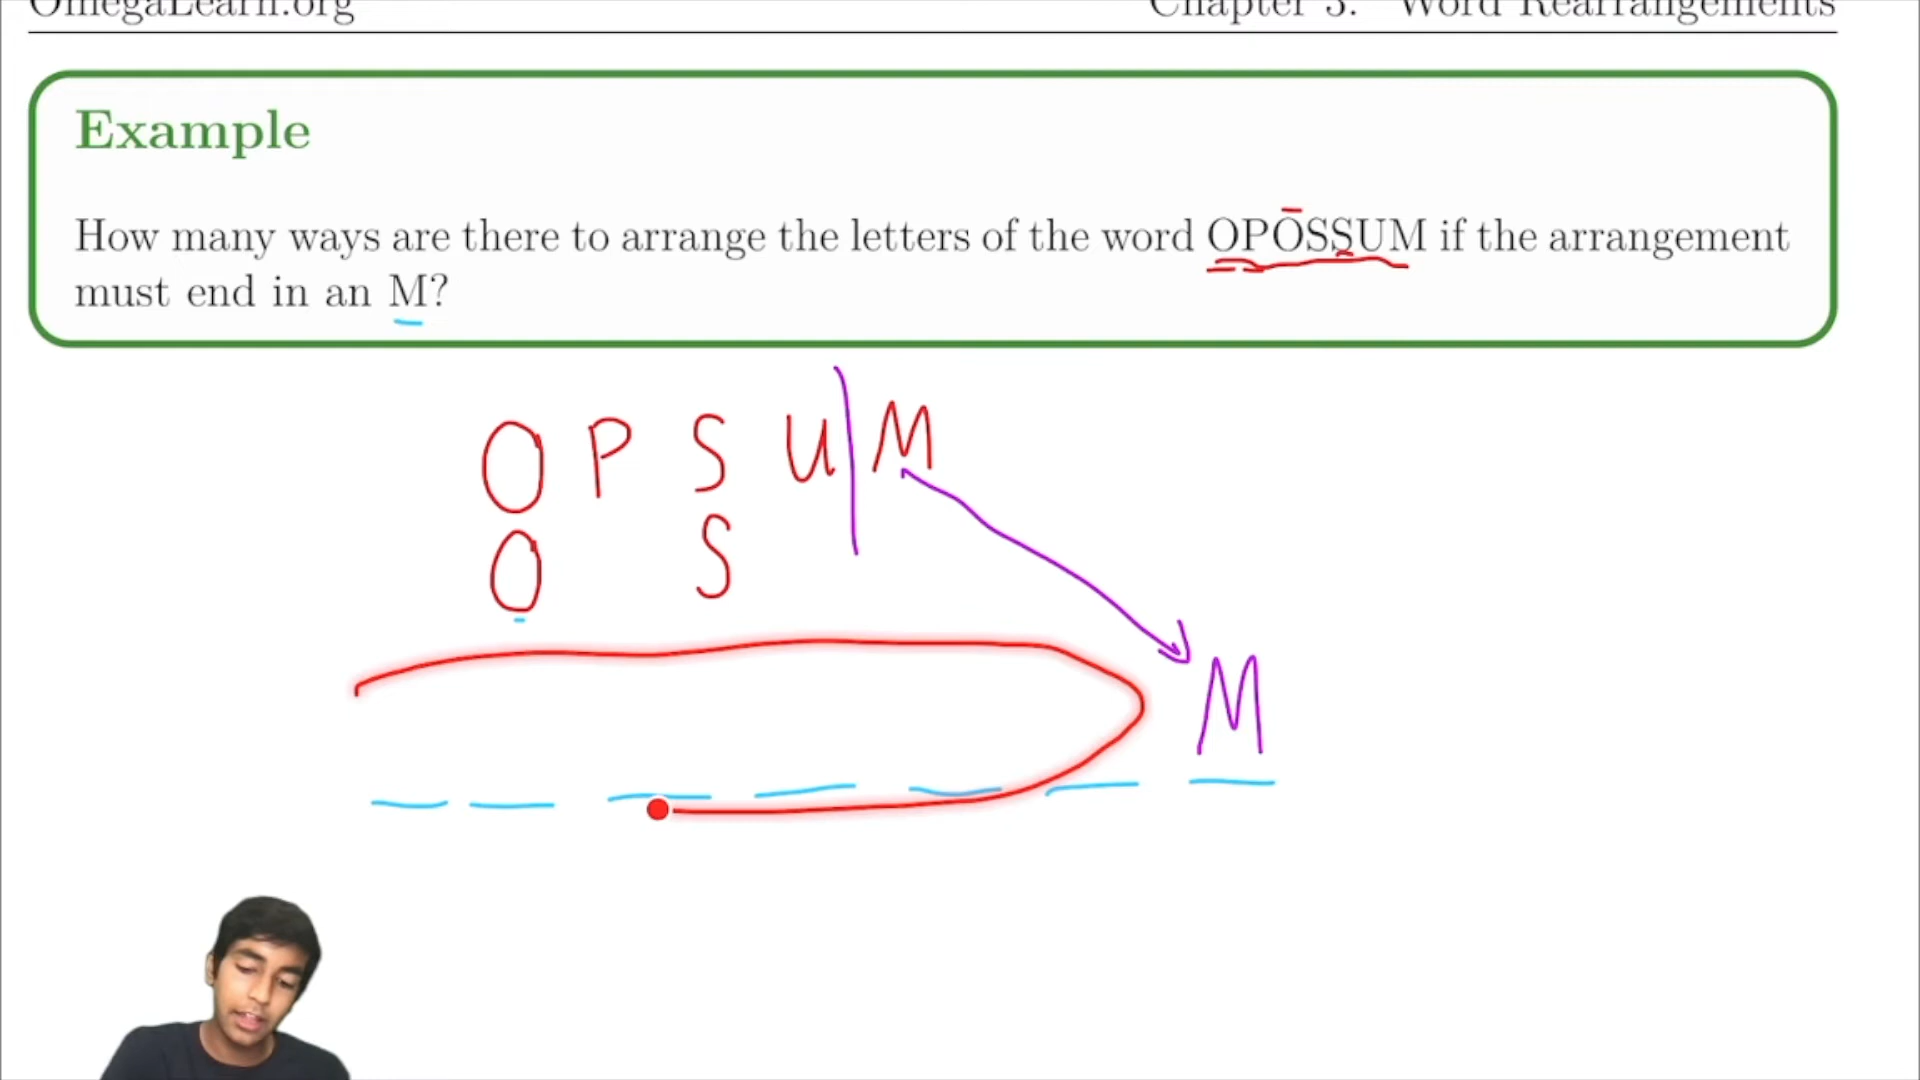 OmegaLearn.org Chapter 3. Word Rearrangements
Example
How many ways are there to arrange the letters of the word OPOSSUM if the arrangement
must end in an M?
O P S U M
O S
M